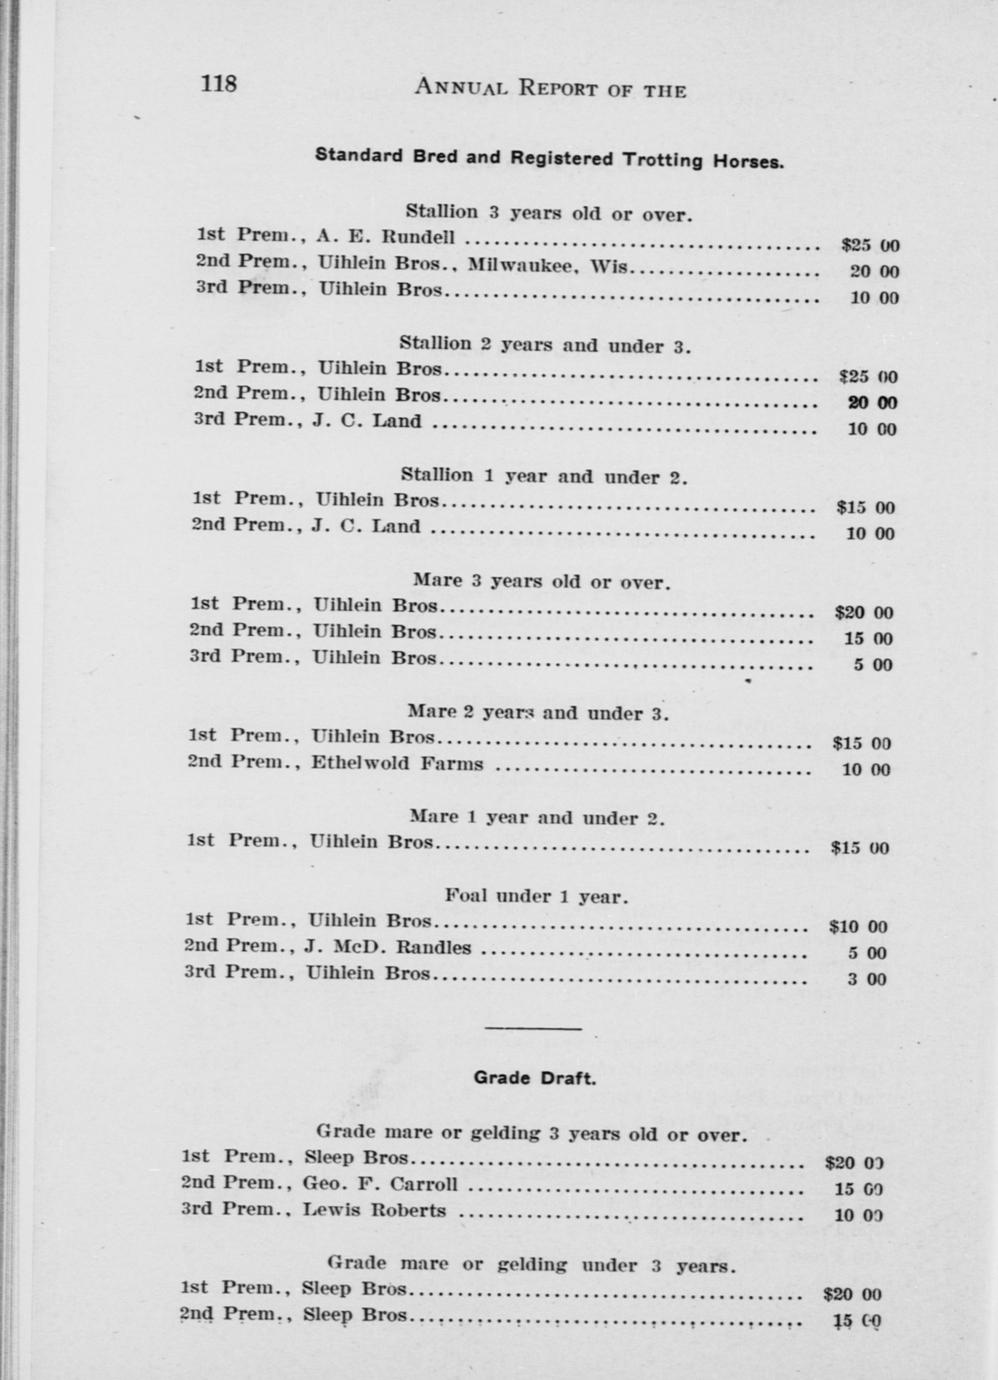 118 ANNUAL REPORT OF THE
Standard Bred and Registered Trotting Horses.
Stallion 3 years old or over.
1st Prem., A. E. Rundell ..................................... $25 00
2nd Prem., Uihlein Bros., Milwaukee, Wis.................... 20 00
3rd Prem., Uihlein Bros....................................... 10 00
Stallion 2 years and under 3.
1st Prem., Uihlein Bros....................................... $25 00
2nd Prem., Uihlein Bros....................................... 20 00
3rd Prem., J. C. Land ........................................ 10 00
Stallion 1 year and under 2.
1st Prem., Uihlein Bros....................................... $15 00
2nd Prem., J. C. Land ........................................ 10 00
Mare 3 years old or over.
1st Prem., Uihlein Bros....................................... $20 00
2nd Prem., Uihlein Bros....................................... 15 00
3rd Prem., Uihlein Bros....................................... 5 00
Mare 2 years and under 3.
1st Prem., Uihlein Bros....................................... $15 00
2nd Prem., Ethelwold Farms ................................. 10 00
Mare 1 year and under 2.
1st Prem., Uihlein Bros....................................... $15 00
Foal under 1 year.
1st Prem., Uihlein Bros....................................... $10 00
2nd Prem., J. McD. Randles .................................. 5 00
3rd Prem., Uihlein Bros....................................... 3 00
Grade Draft.
Grade mare or gelding 3 years old or over.
1st Prem., Sleep Bros......................................... $20 00
2nd Prem., Geo. F. Carroll ................................... 15 00
3rd Prem., Lewis Roberts .................................... 10 00
Grade mare or gelding under 3 years.
1st Prem., Sleep Bros......................................... $20 00
2nd Prem., Sleep Bros......................................... 15 00